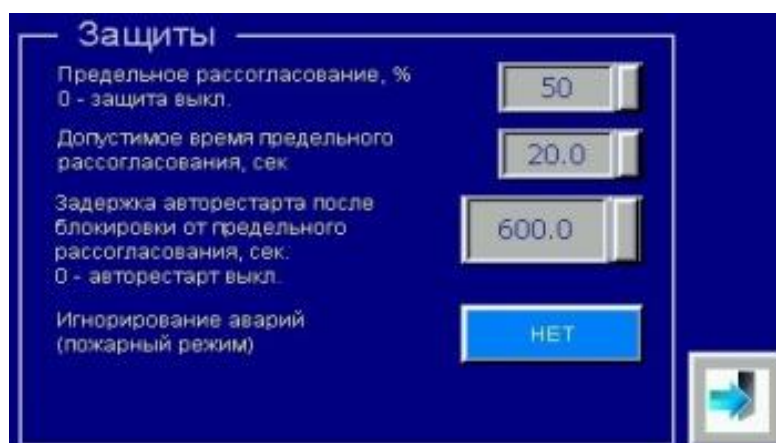 Защиты
Предельное рассогласование, %
0 - защита выкл.
50
Допустимое время предельного
рассогласования, сек
20.0
Задержка авторестарта после
блокировки от предельного
рассогласования, сек.
0 - авторестарт выкл.
600.0
Игнорирование аварий
(пожарный режим)
НЕТ